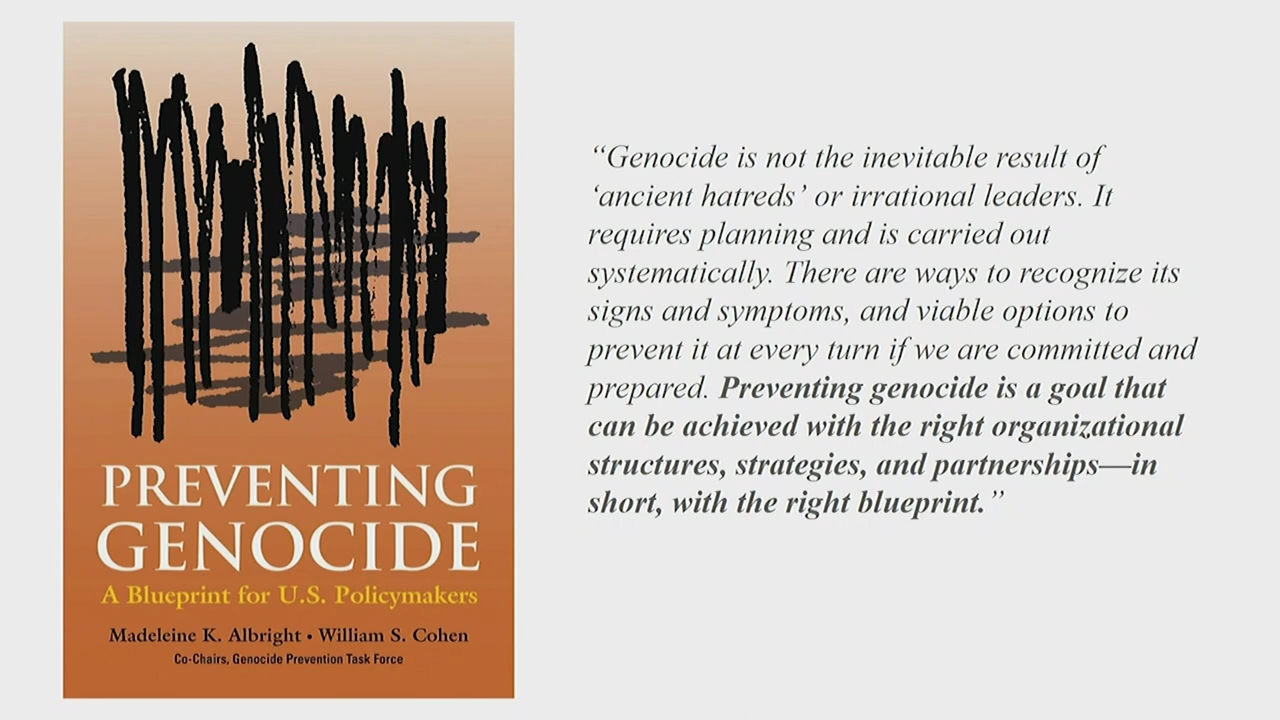 PREVENTING
GENOCIDE
A Blueprint for U.S. Policymakers
Madeleine K. Albright • William S. Cohen
Co-Chairs, Genocide Prevention Task Force
“Genocide is not the inevitable result of
‘ancient hatreds’ or irrational leaders. It
requires planning and is carried out
systematically. There are ways to recognize its
signs and symptoms, and viable options to
prevent it at every turn if we are committed and
prepared. Preventing genocide is a goal that
can be achieved with the right organizational
structures, strategies, and partnerships—in
short, with the right blueprint.”